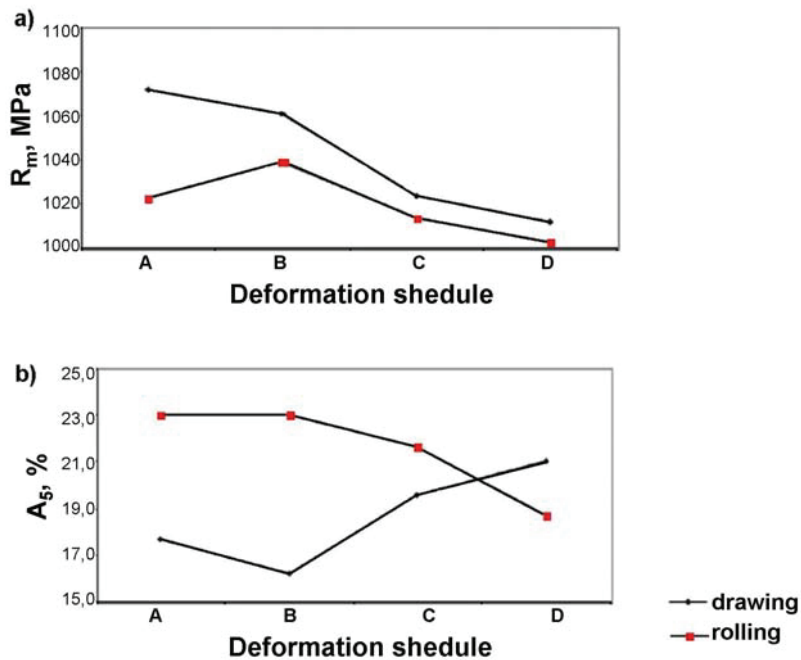 a)
1100
1080
1060
1040
1020
1000
Rm, MPa
A B C D
Deformation shedule
b)
25,0
23,0
21,0
19,0
17,0
15,0
A5, %
A B C D
Deformation shedule
drawing
rolling